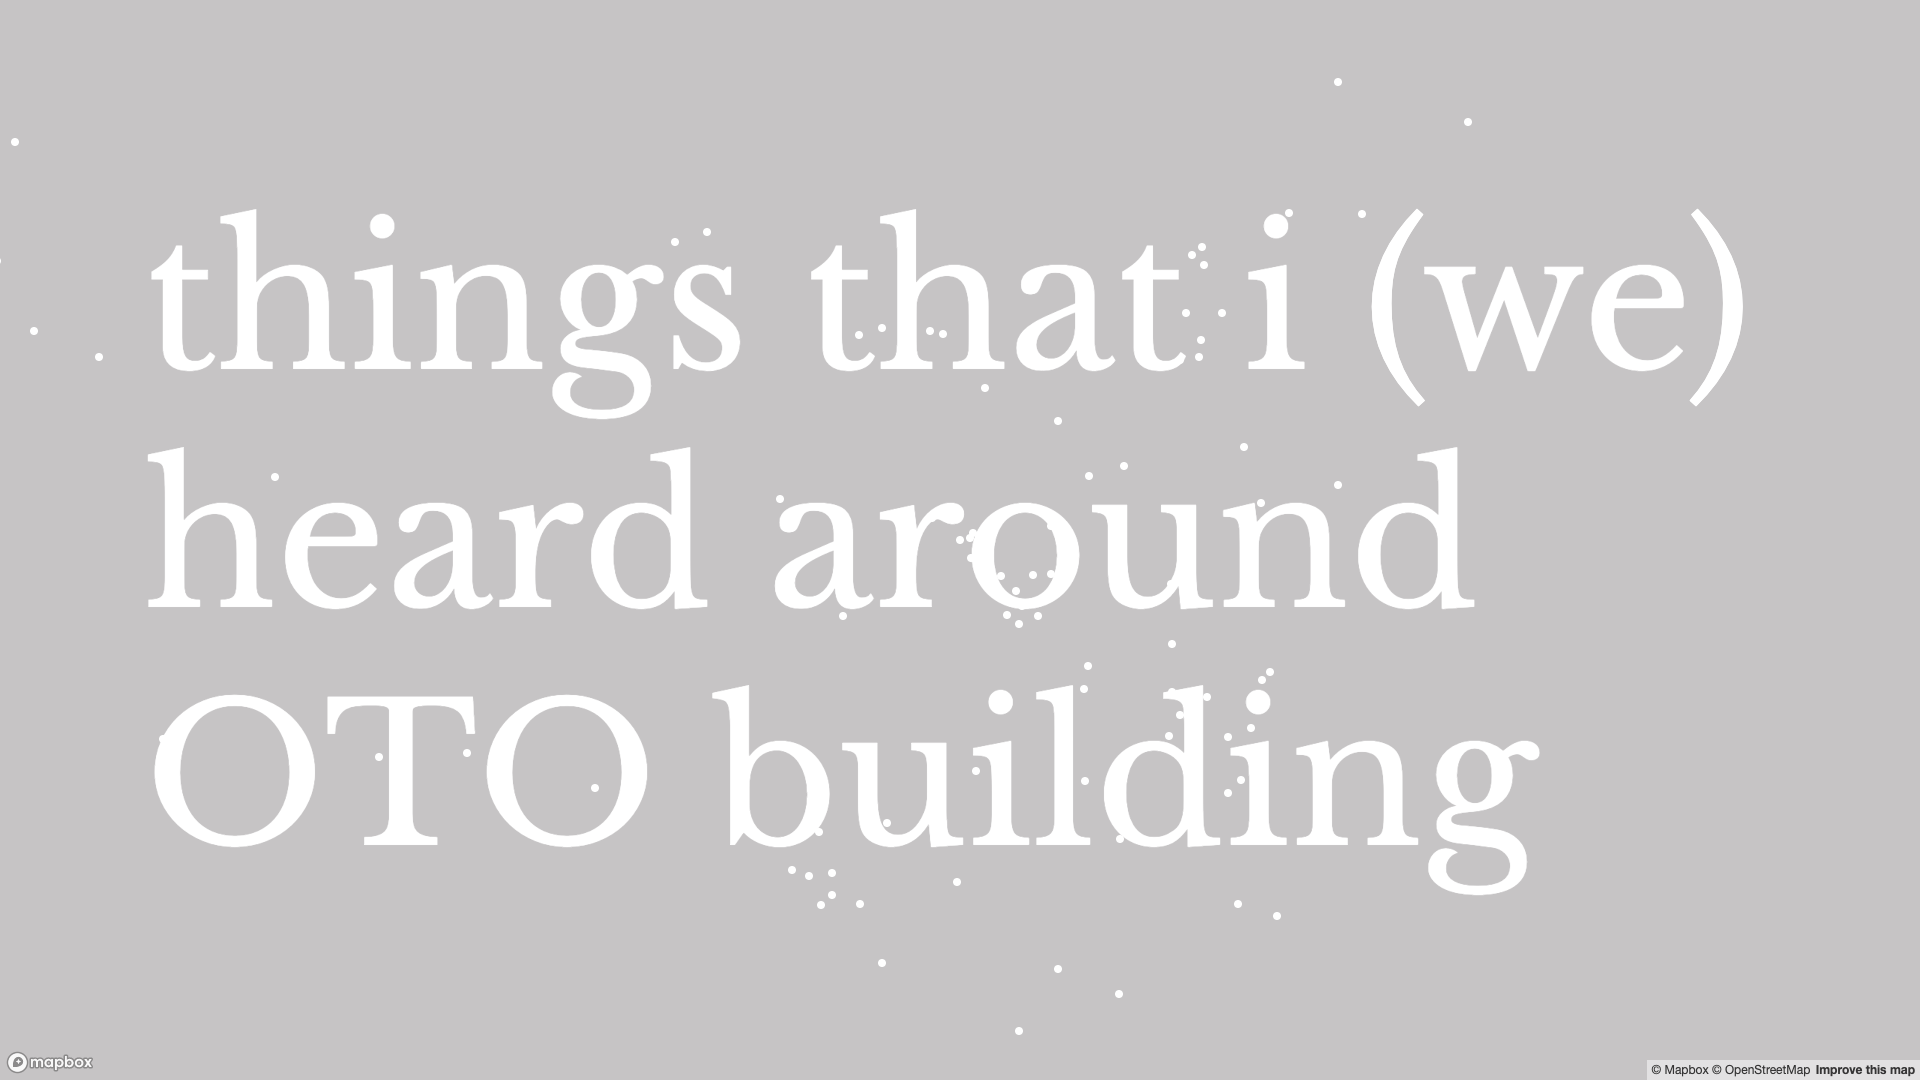 things that i (we)
heard around
OTO building
mapbox
© Mapbox © OpenStreetMap Improve this map